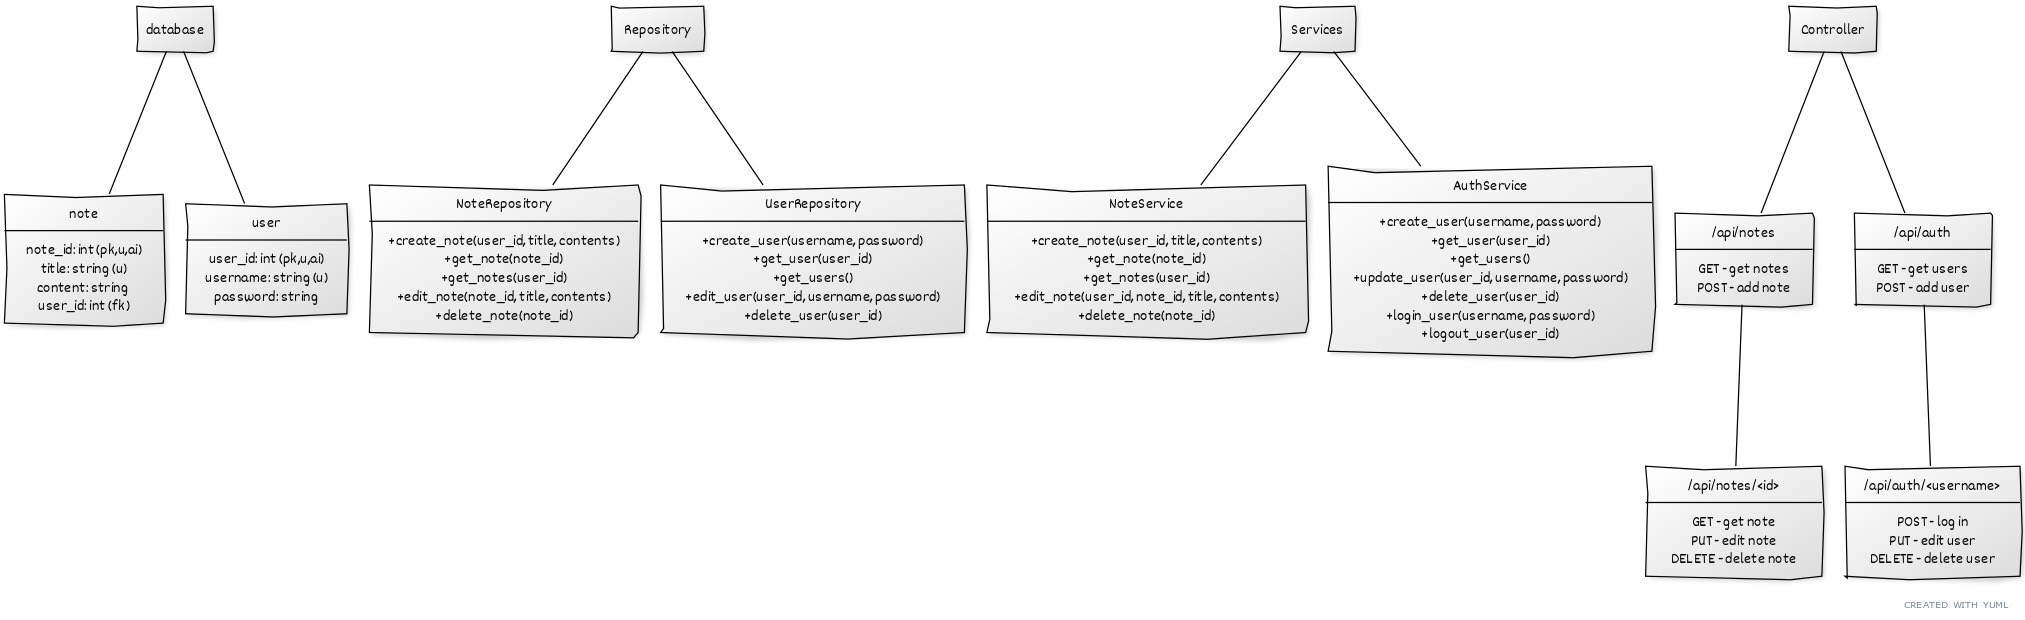 database
note
note_id: int (pk,u,ai)
title: string (u)
content: string
user_id: int (fk)
user
user_id: int (pk,u,ai)
username: string (u)
password: string
Repository
NoteRepository
+create_note(user_id, title, contents)
+get_note(note_id)
+get_notes(user_id)
+edit_note(note_id, title, contents)
+delete_note(note_id)
UserRepository
+create_user(username, password)
+get_user(user_id)
+get_users()
+edit_user(user_id, username, password)
+delete_user(user_id)
Services
NoteService
+create_note(user_id, title, contents)
+get_note(note_id)
+get_notes(user_id)
+edit_note(user_id, note_id, title, contents)
+delete_note(note_id)
AuthService
+create_user(username, password)
+get_user(user_id)
+get_users()
+update_user(user_id, username, password)
+delete_user(user_id)
+login_user(username, password)
+logout_user(user_id)
Controller
/api/notes
GET - get notes
POST - add note
/api/auth
GET - get users
POST - add user
/api/notes/<id>
GET - get note
PUT - edit note
DELETE - delete note
/api/auth/<username>
POST - log in
PUT - edit user
DELETE - delete user
CREATED WITH YUML